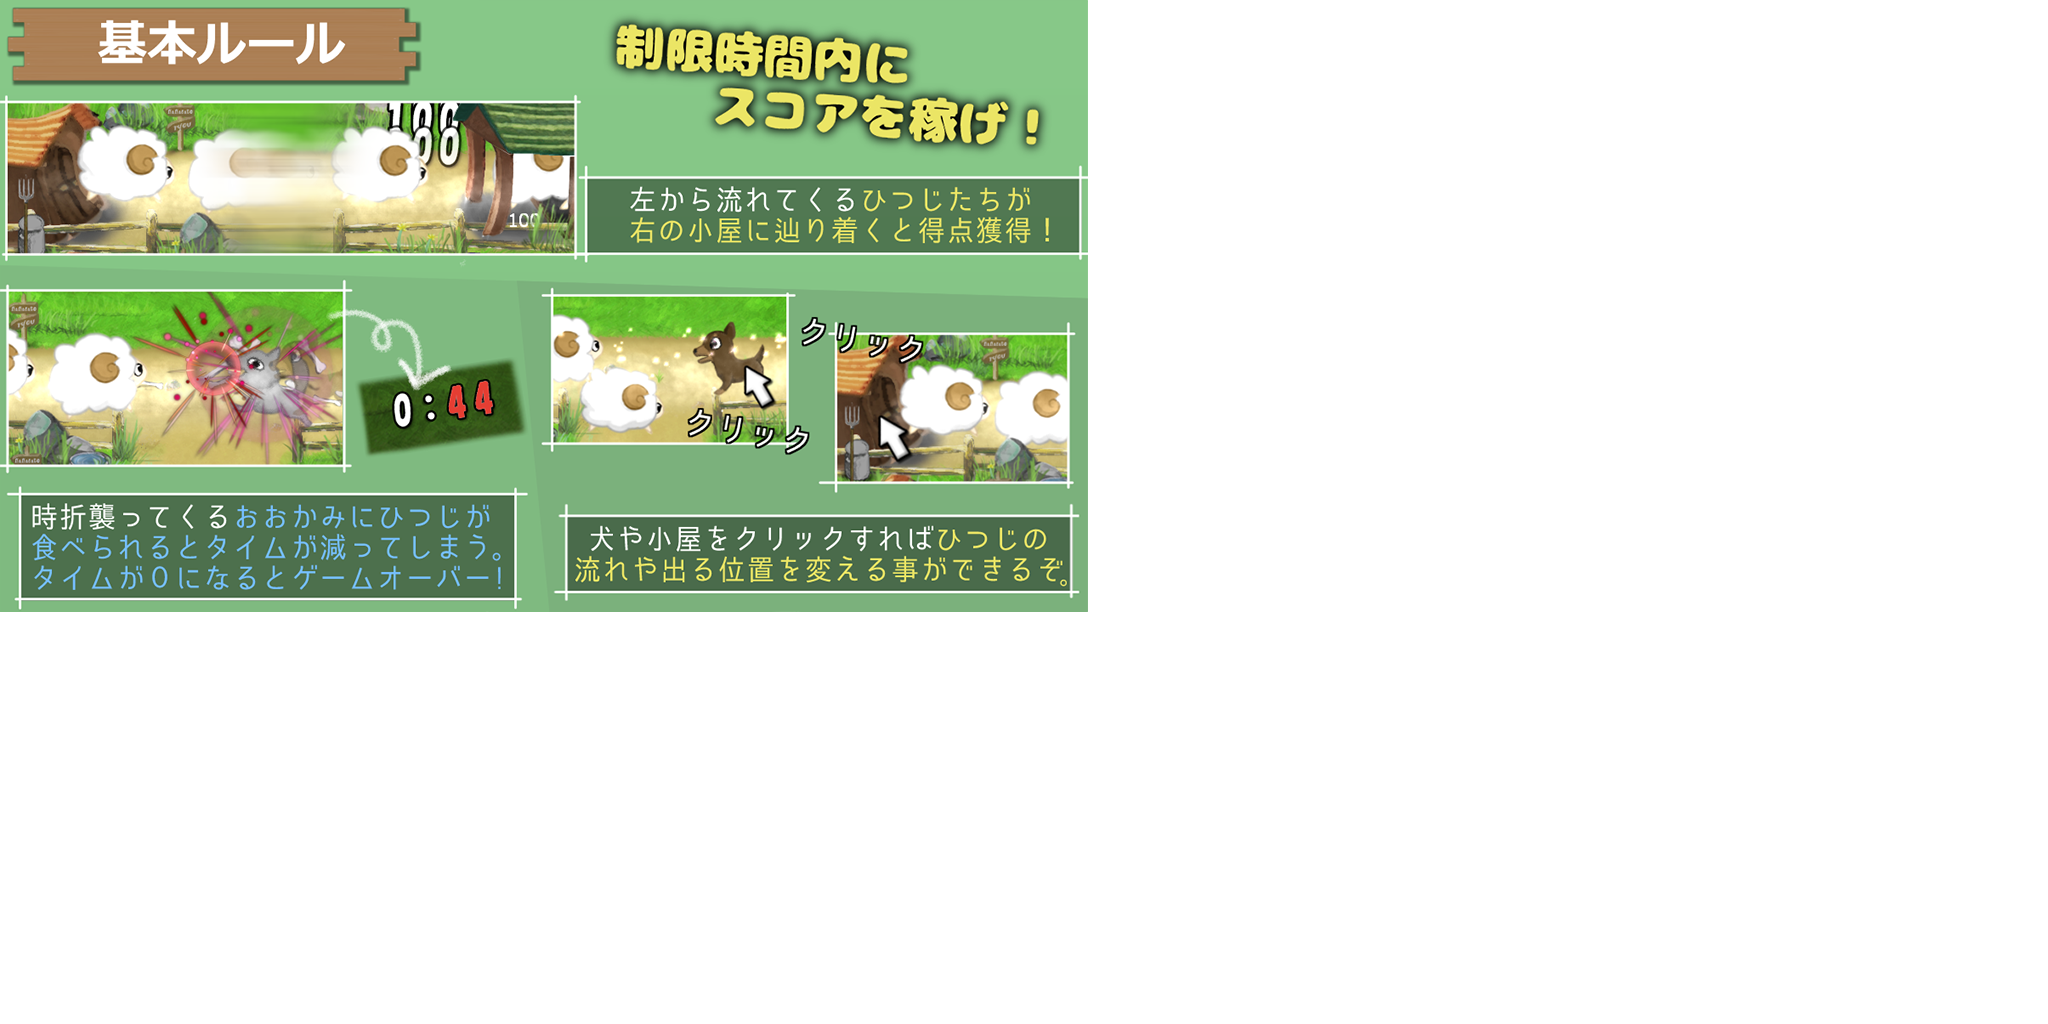 基本ルール
制限時間内に
スコアを稼げ！
100
左から流れてくるひつじたちが
右の小屋に辿り着くと得点獲得！
0:44
クリック
クリック
時折襲ってくるおおかみにひつじが
食べられるとタイムが減ってしまう。
タイムが０になるとゲームオーバー！
犬や小屋をクリックすればひつじの
流れや出る位置を変える事ができるぞ。